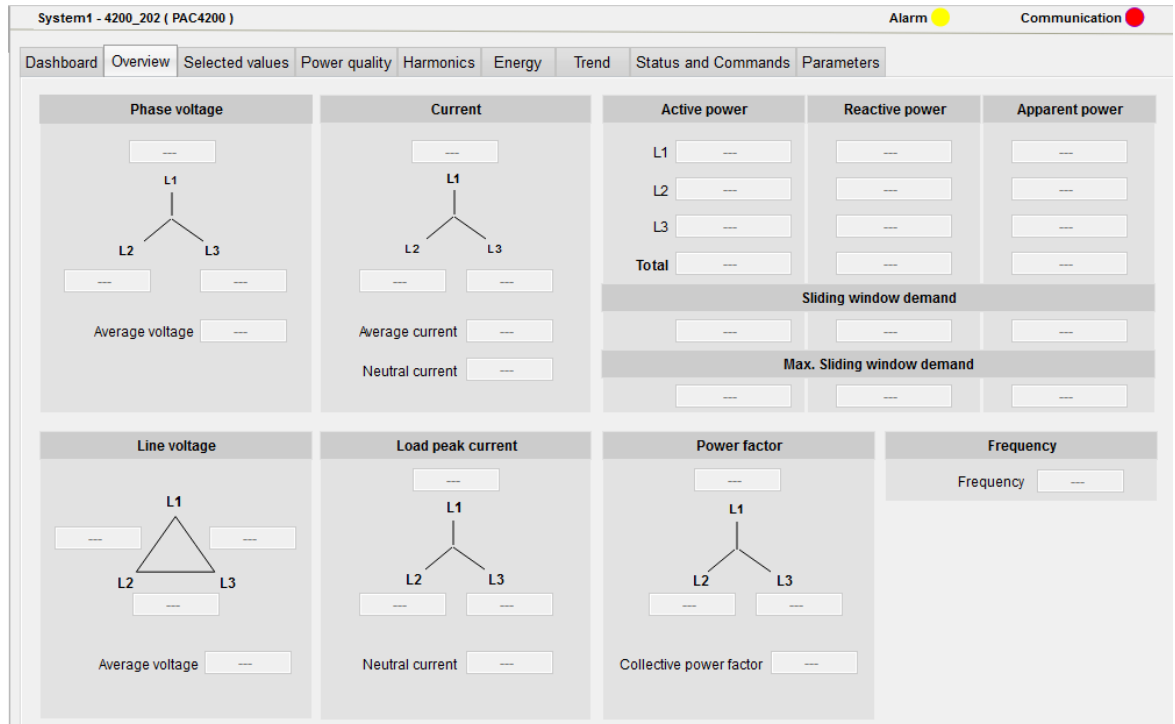 System1 - 4200_202 ( PAC4200 ) Alarm Communication
Dashboard Overview Selected values Power quality Harmonics Energy Trend Status and Commands Parameters
Phase voltage
---
L1
L2 L3
--- ---
Average voltage ---
Current
---
L1
L2 L3
--- ---
Average current ---
Neutral current ---
Active power Reactive power Apparent power
L1 --- --- ---
L2 --- --- ---
L3 --- --- ---
Total --- --- ---
Sliding window demand
--- --- ---
Max. Sliding window demand
--- --- ---
Line voltage
L1
--- ---
L2 L3
---
Average voltage ---
Load peak current
---
L1
L2 L3
--- ---
Neutral current ---
Power factor
---
L1
L2 L3
--- ---
Collective power factor ---
Frequency
Frequency ---